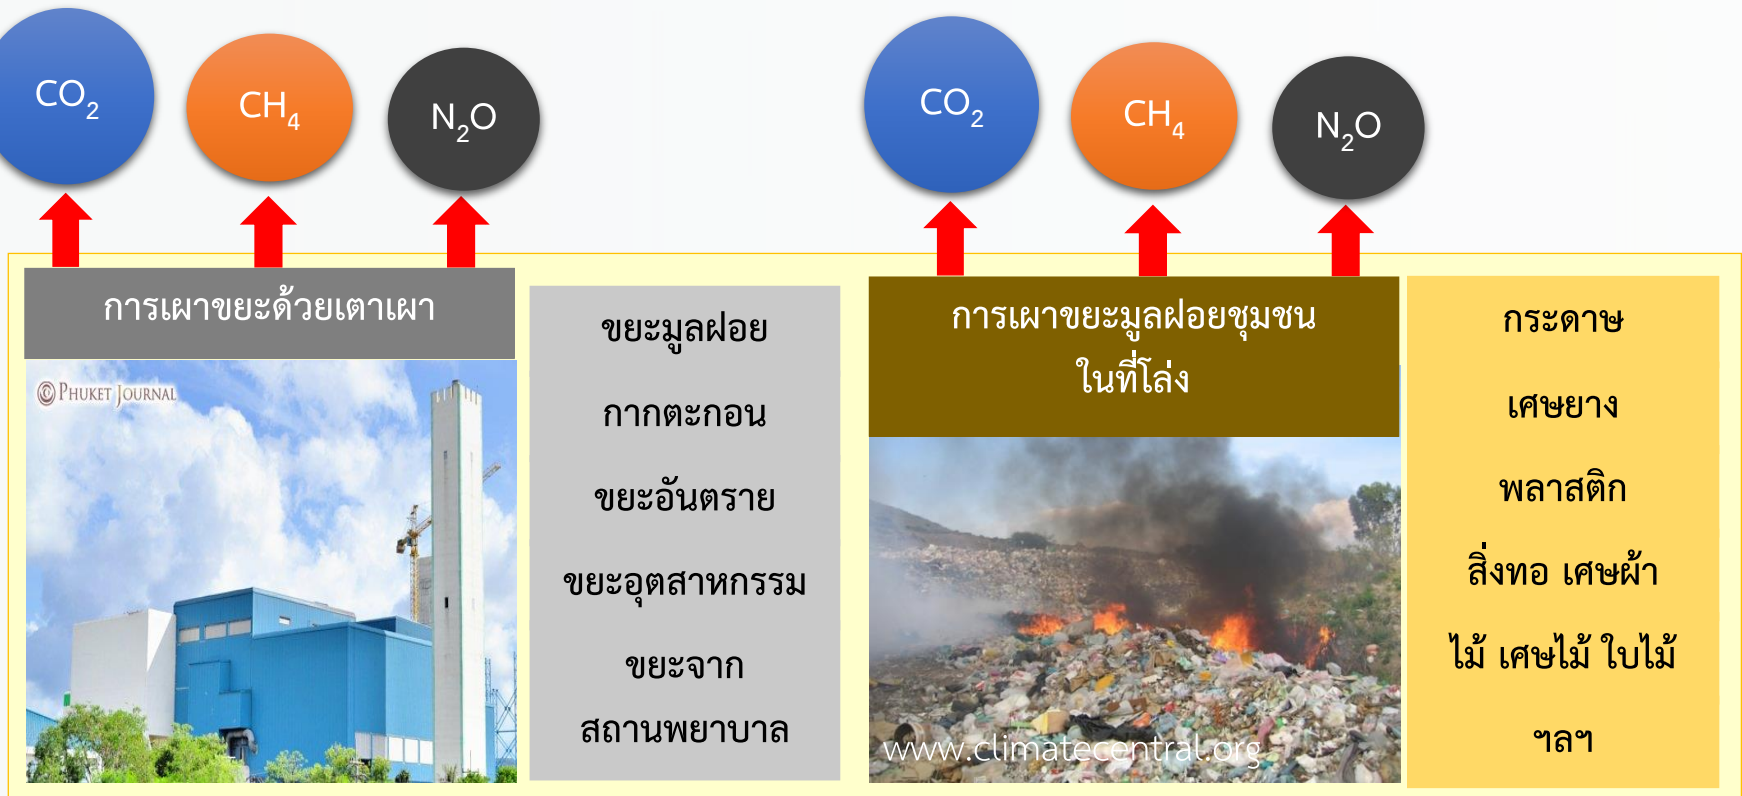 CO2
CH4
N2O
การเผาขยะด้วยเตาเผา
© PHUKET JOURNAL
ขยะมูลฝอย
กากตะกอน
ขยะอันตราย
ขยะอุตสาหกรรม
ขยะจาก
สถานพยาบาล
CO2
CH4
N2O
การเผาขยะมูลฝอยชุมชน
ในที่โล่ง
www.climatecentral.org
กระดาษ
เศษยาง
พลาสติก
สิ่งทอ เศษผ้า
ไม้ เศษไม้ ใบไม้
ฯลฯ